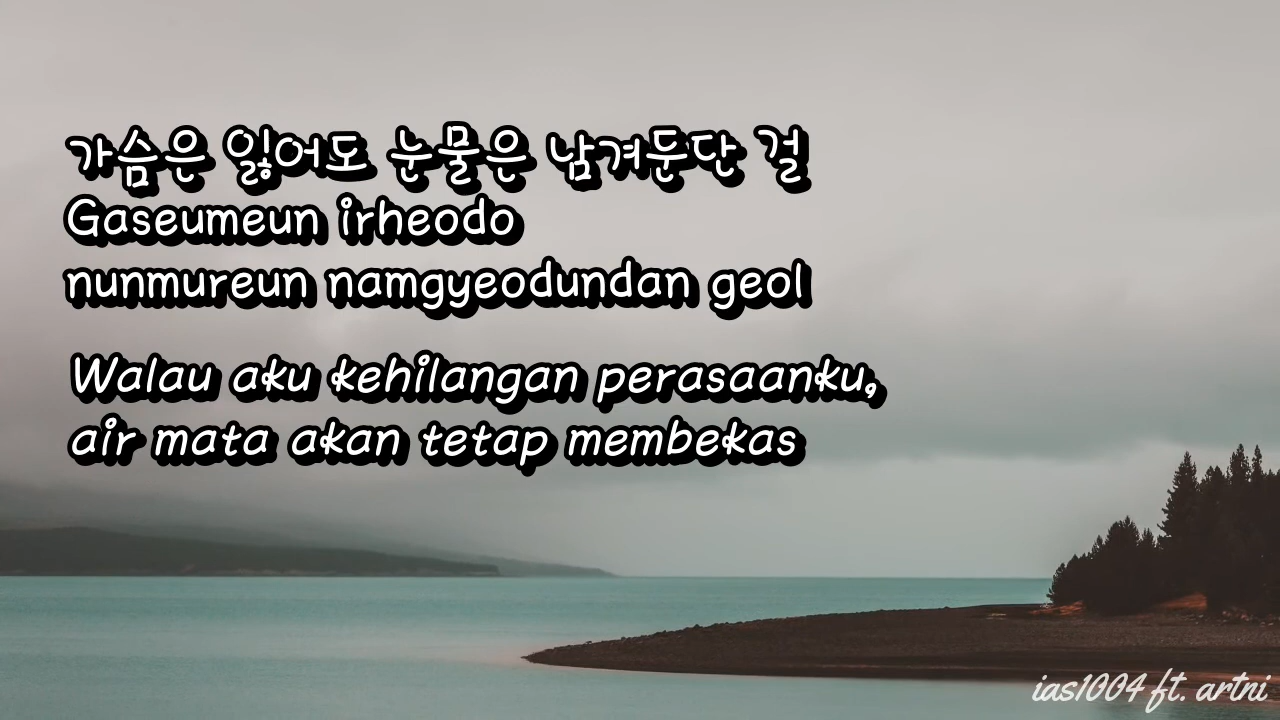 가슴은 잃어도 눈물은 남겨둔단 걸
Gaseumeun irheodo
nunmureun namgyeodundan geol
Walau aku kehilangan perasaanku,
air mata akan tetap membekas
ias1004 ft. artni